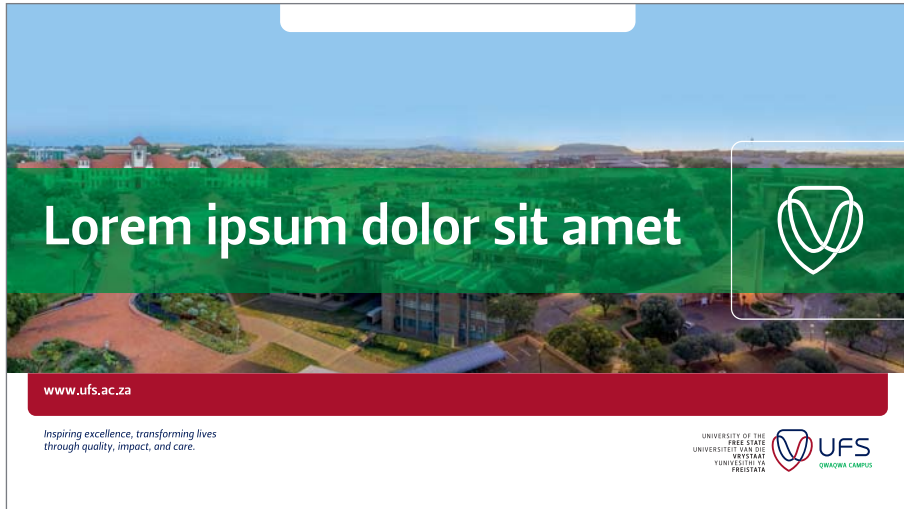 Lorem ipsum dolor sit amet
www.ufs.ac.za
Inspiring excellence, transforming lives
through quality, impact, and care.
UNIVERSITY OF THE
FREE STATE
UNIVERSITEIT VAN DIE
VRYSTAAT
YUNIVESITHI YA
FREISTATA
UFS
QWAQWA CAMPUS